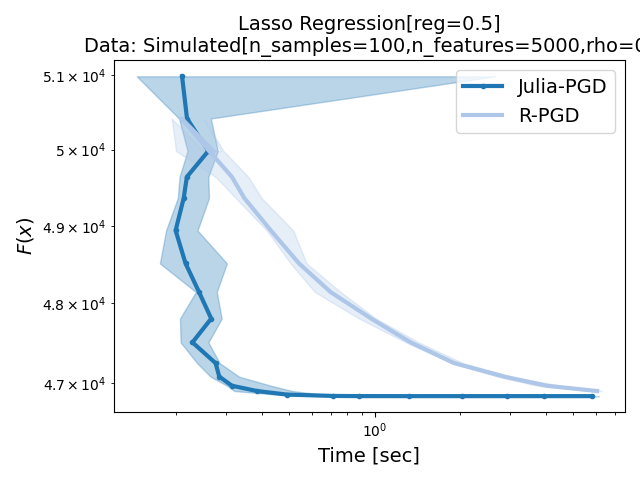 Lasso Regression[reg=0.5]
Data: Simulated[n_samples=100,n_features=5000,rho=0
5.1 × 10⁴
5 × 10⁴
4.9 × 10⁴
4.8 × 10⁴
4.7 × 10⁴
F(x)
Julia-PGD
R-PGD
10⁰
Time [sec]